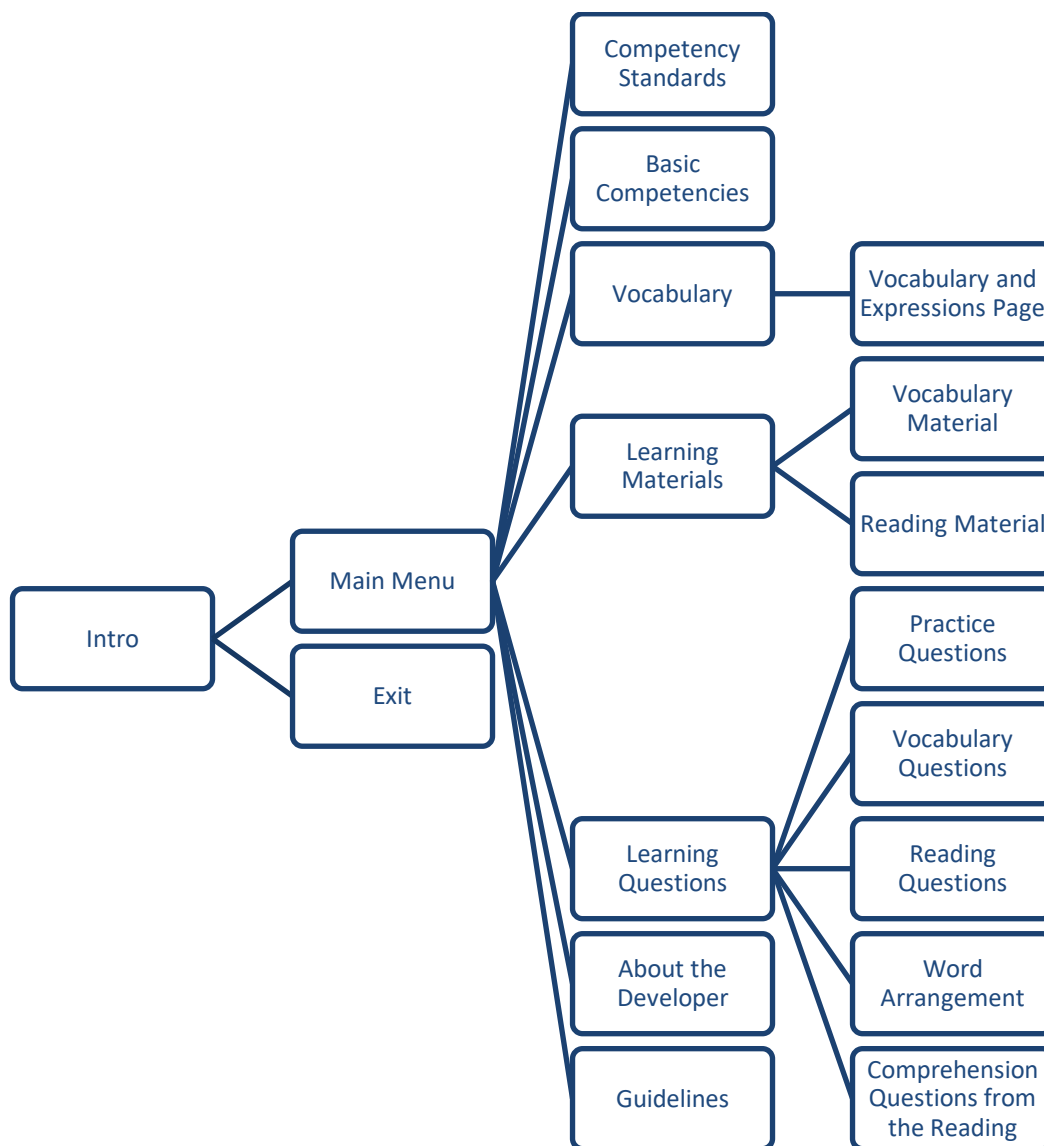 Competency
Standards
Basic
Competencies
Vocabulary
Vocabulary and
Expressions Page
Vocabulary
Material
Learning
Materials
Reading Material
Main Menu
Intro
Exit
Practice
Questions
Vocabulary
Questions
Learning
Questions
Reading
Questions
About the
Developer
Word
Arrangement
Guidelines
Comprehension
Questions from
the Reading